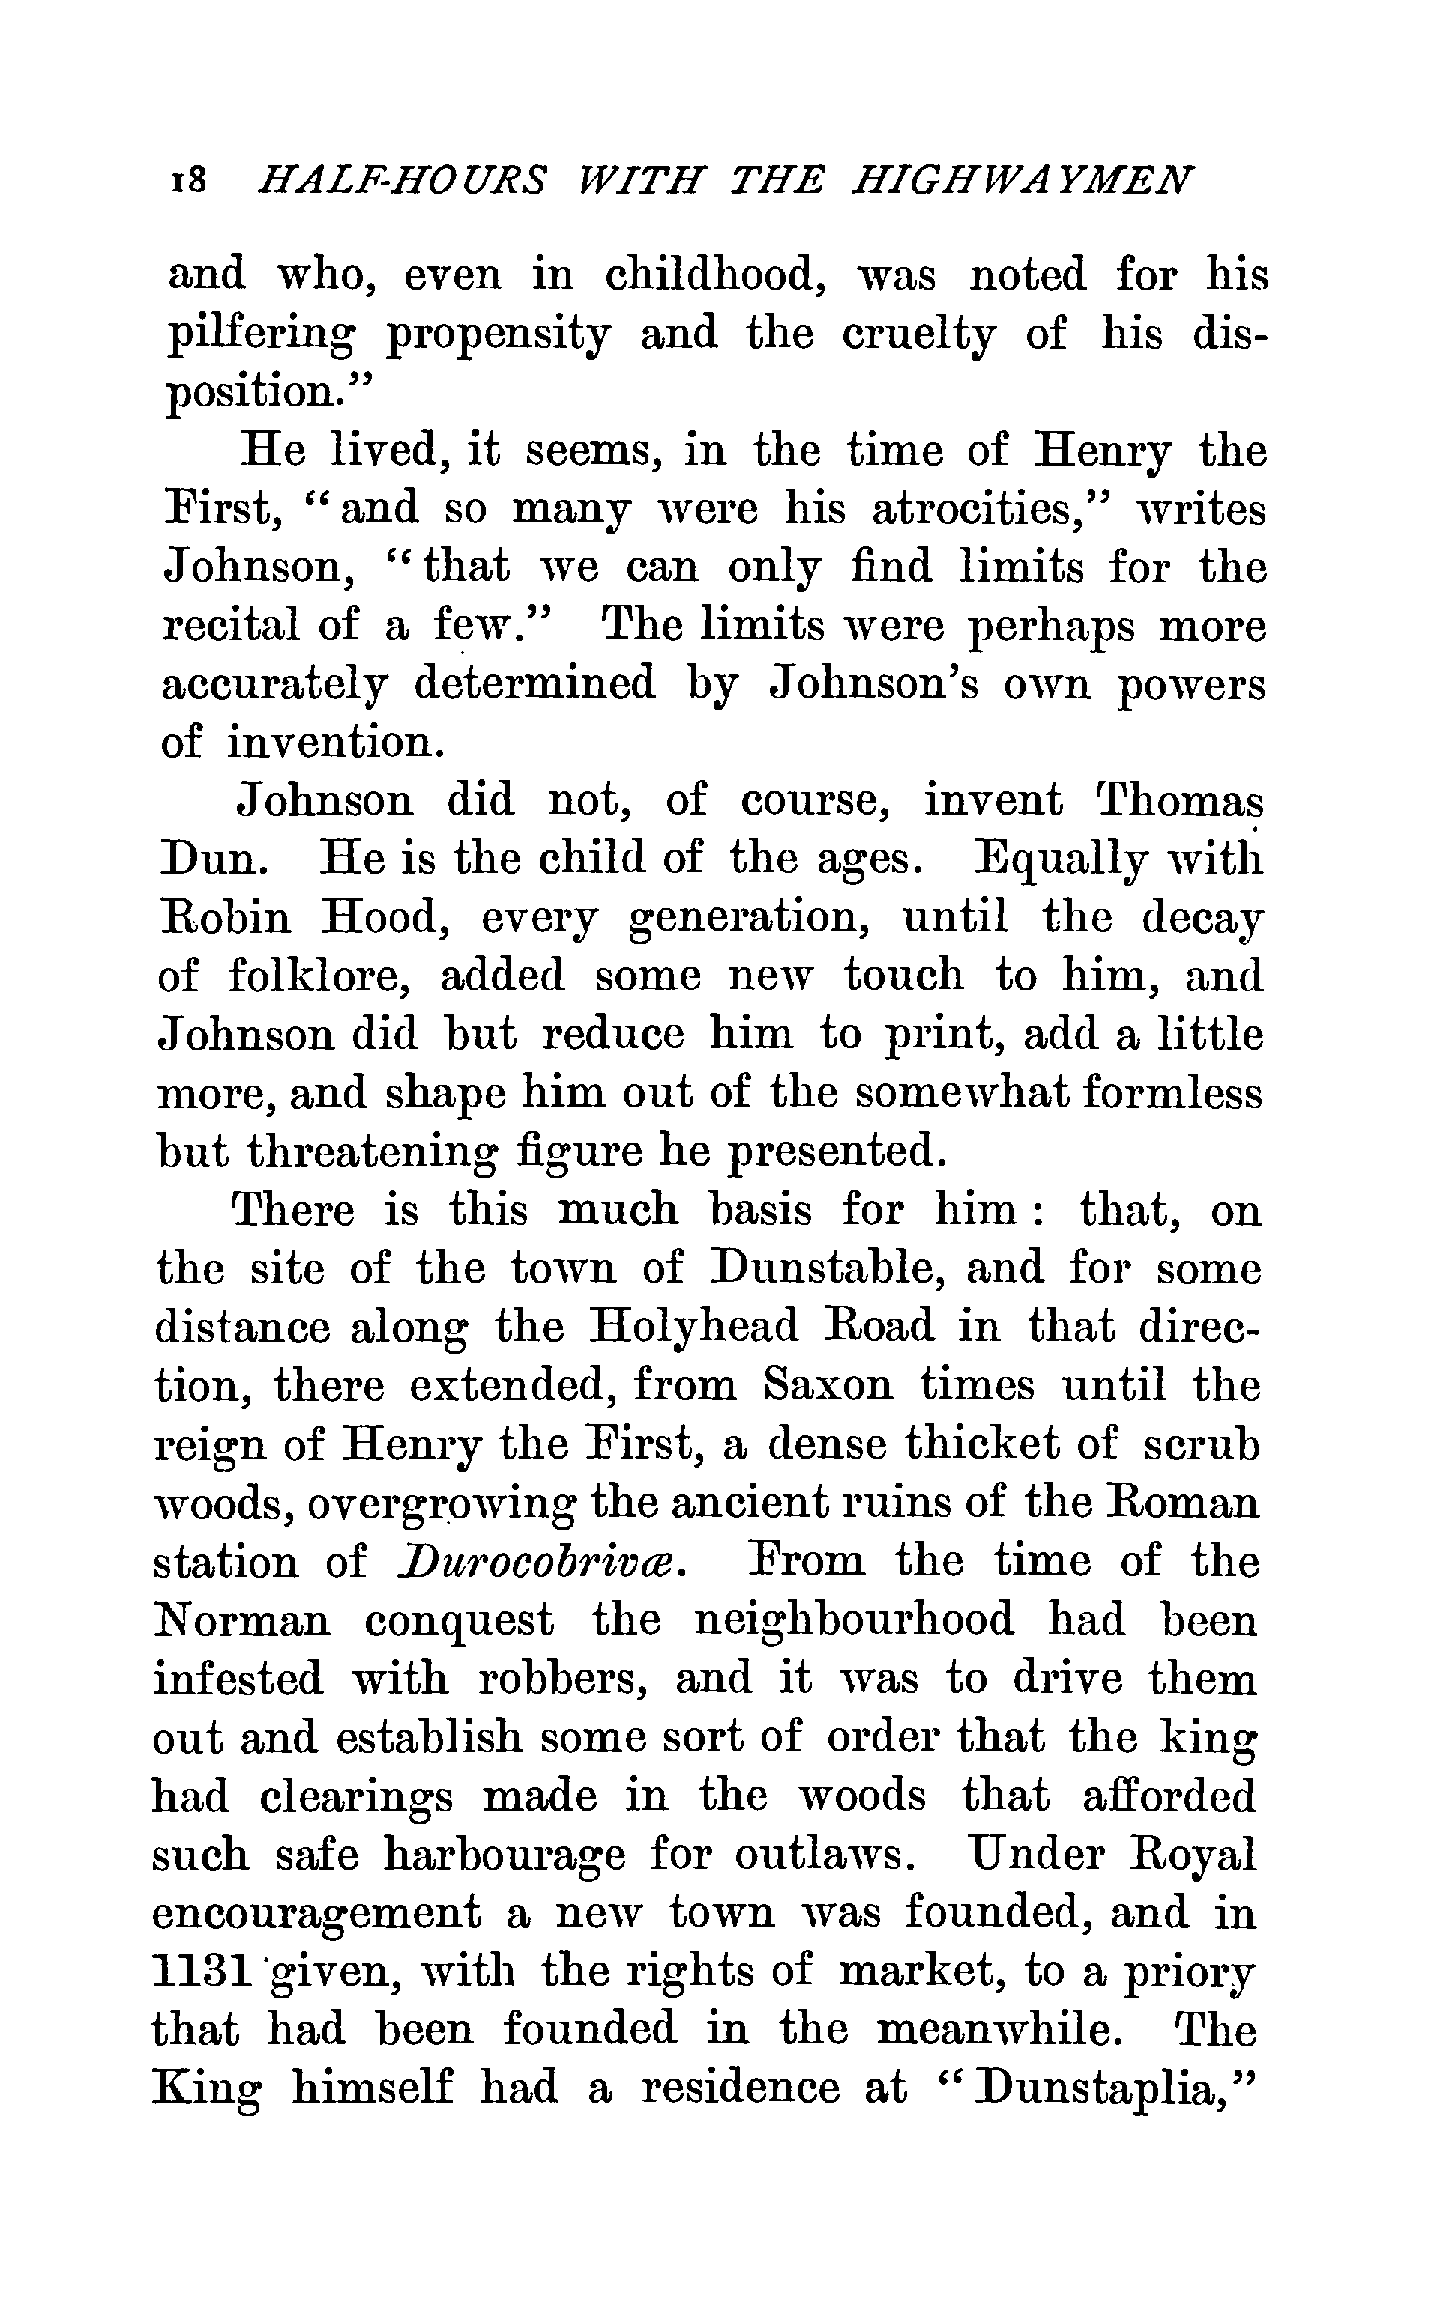 18 HALF-HOURS WITH THE HIGHWAYMEN
and who, even in childhood, was noted for his
pilfering propensity and the cruelty of his dis-
position.”
He lived, it seems, in the time of Henry the
First, “and so many were his atrocities,” writes
Johnson, “that we can only find limits for the
recital of a few.” The limits were perhaps more
accurately determined by Johnson’s own powers
of invention.
Johnson did not, of course, invent Thomas
Dun. He is the child of the ages. Equally with
Robin Hood, every generation, until the decay
of folklore, added some new touch to him, and
Johnson did but reduce him to print, add a little
more, and shape him out of the somewhat formless
but threatening figure he presented.
There is this much basis for him : that, on
the site of the town of Dunstable, and for some
distance along the Holyhead Road in that direc-
tion, there extended, from Saxon times until the
reign of Henry the First, a dense thicket of scrub
woods, overgrowing the ancient ruins of the Roman
station of Durocobrivæ. From the time of the
Norman conquest the neighbourhood had been
infested with robbers, and it was to drive them
out and establish some sort of order that the king
had clearings made in the woods that afforded
such safe harbourage for outlaws. Under Royal
encouragement a new town was founded, and in
1131 given, with the rights of market, to a priory
that had been founded in the meanwhile. The
King himself had a residence at “Dunstaplia,”